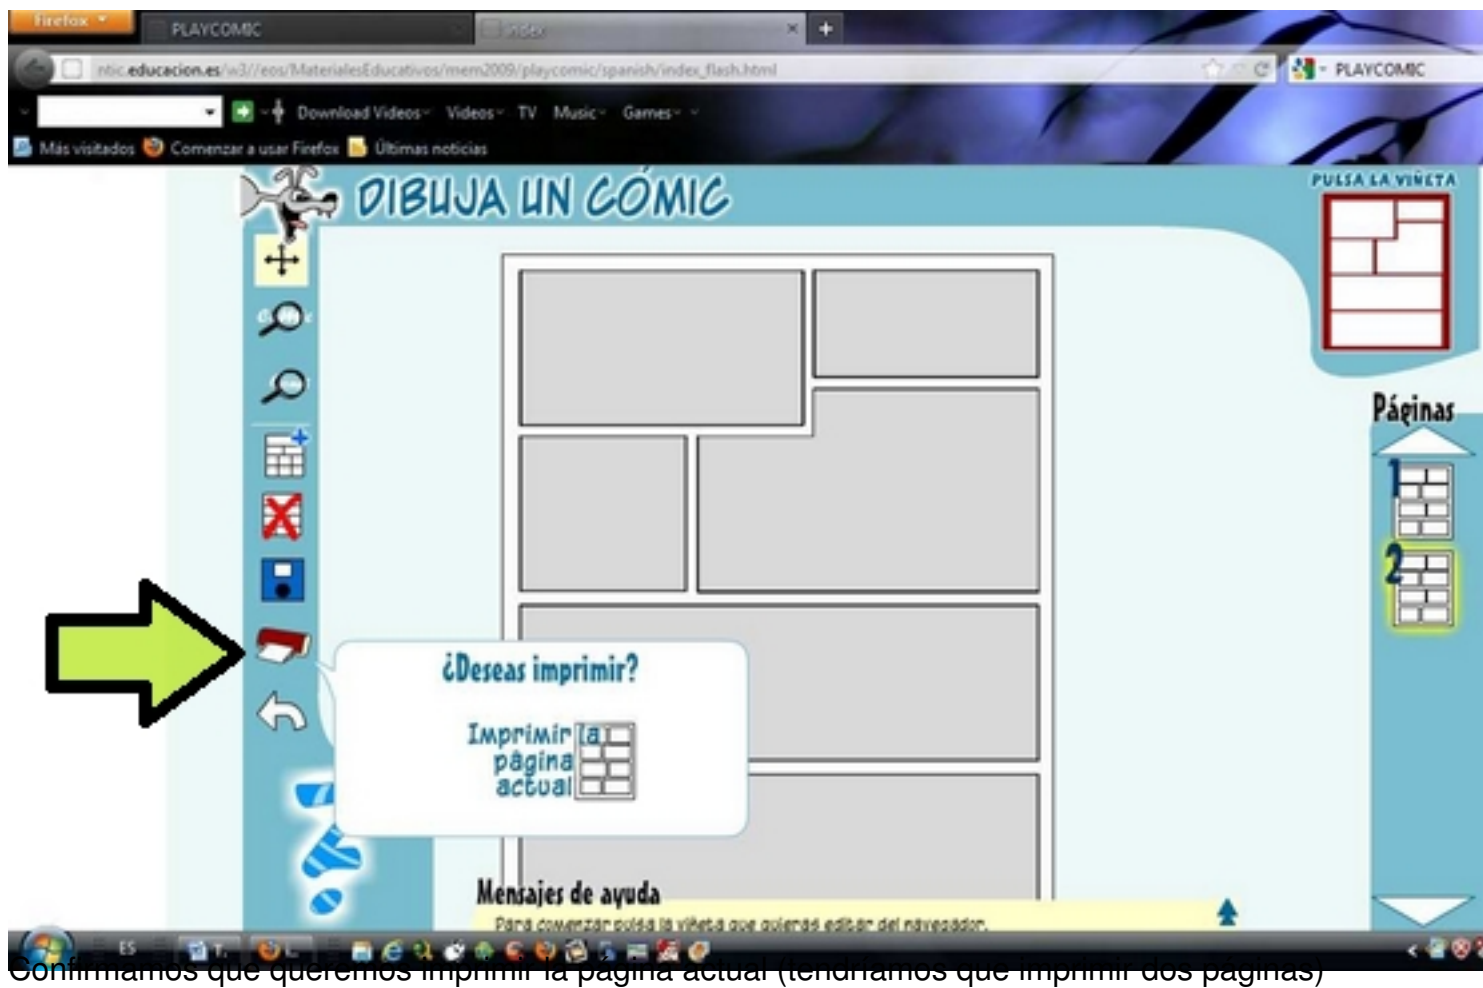 Firefox
PLAYCOMIC
index
ntic.educacion.es/w3//eos/MaterialesEducativos/mem2009/playcomic/spanish/index_flash.html
PLAYCOMIC
Download Videos Videos TV Music Games
Más visitados Comenzar a usar Firefox Últimas noticias
DIBUJA UN CÓMIC
PULSA LA VIÑETA
Páginas
1
2
¿Deseas imprimir?
Imprimir la
página
actual
Mensajes de ayuda
Para comenzar pulsa la viñeta que quieras editar del navegador.
ES
T.
Confirmamos que queremos imprimir la página actual (tendríamos que imprimir dos páginas)